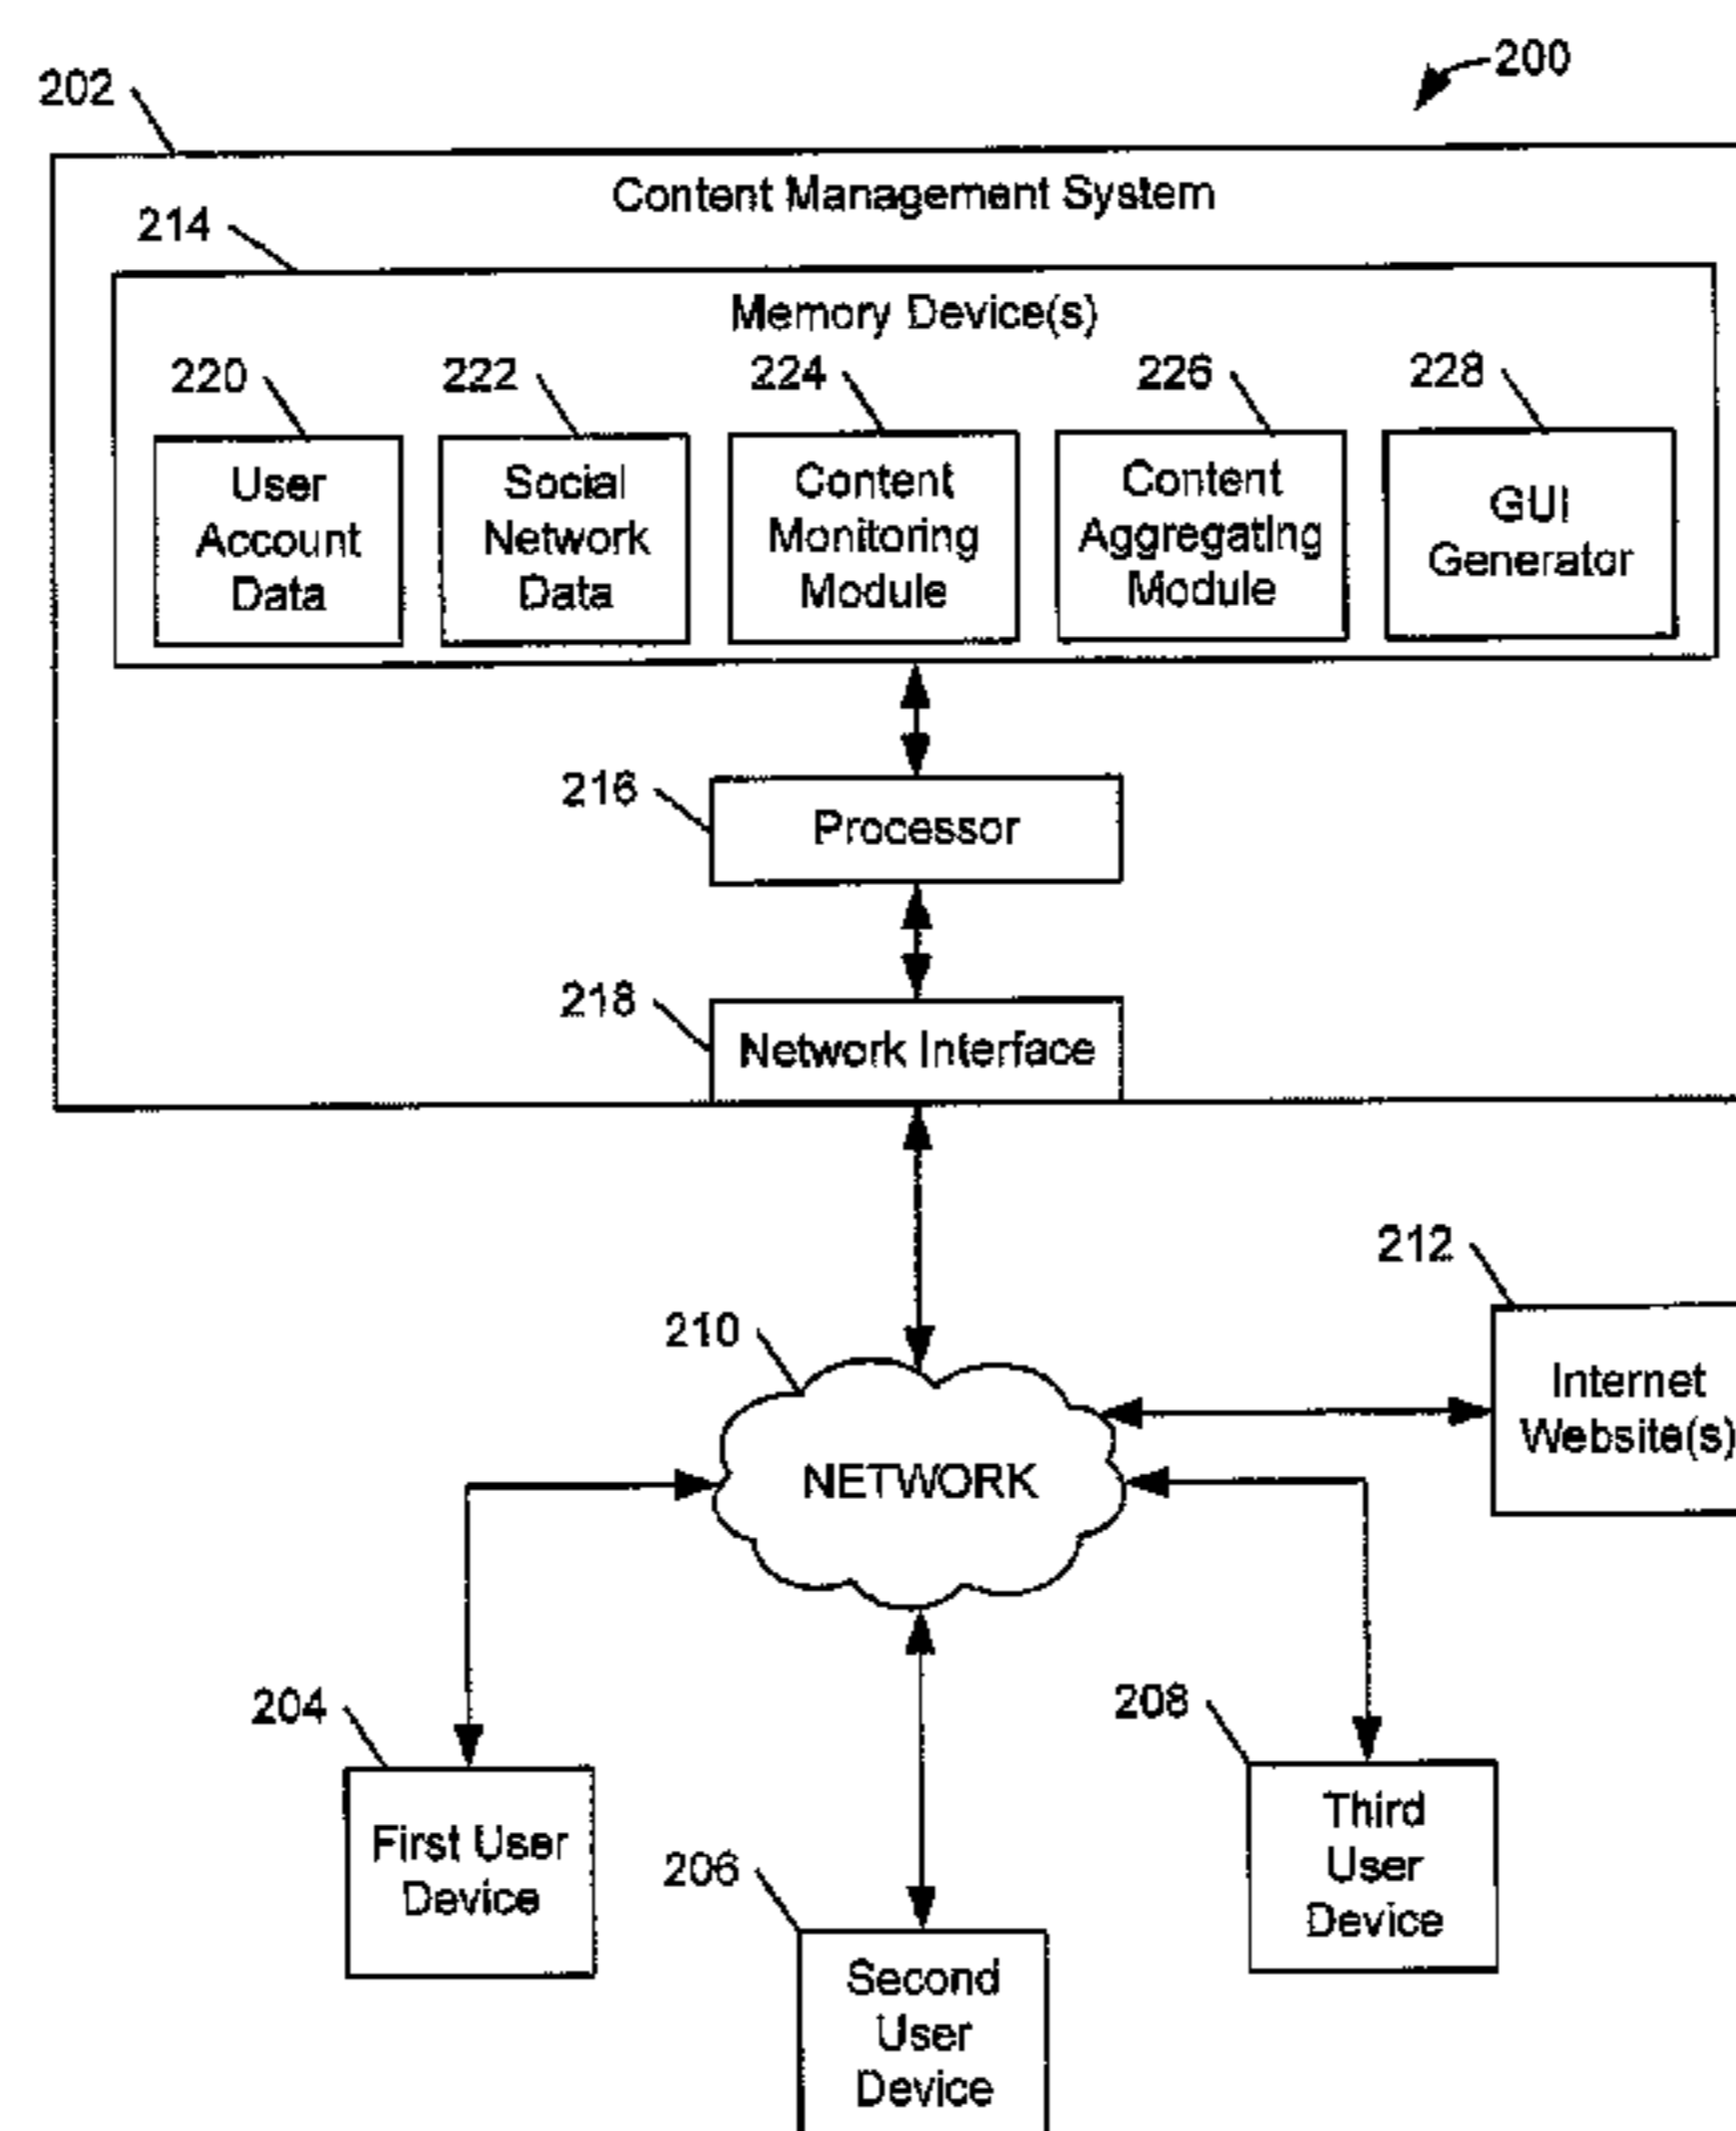 200
202
Content Management System
214
Memory Device(s)
220
222
224
226
228
User
Account
Data
Social
Network
Data
Content
Monitoring
Module
Content
Aggregating
Module
GUI
Generator
216
Processor
218
Network Interface
212
210
Internet
Website(s)
NETWORK
204
208
First User
Device
Third
User
Device
206
Second
User
Device